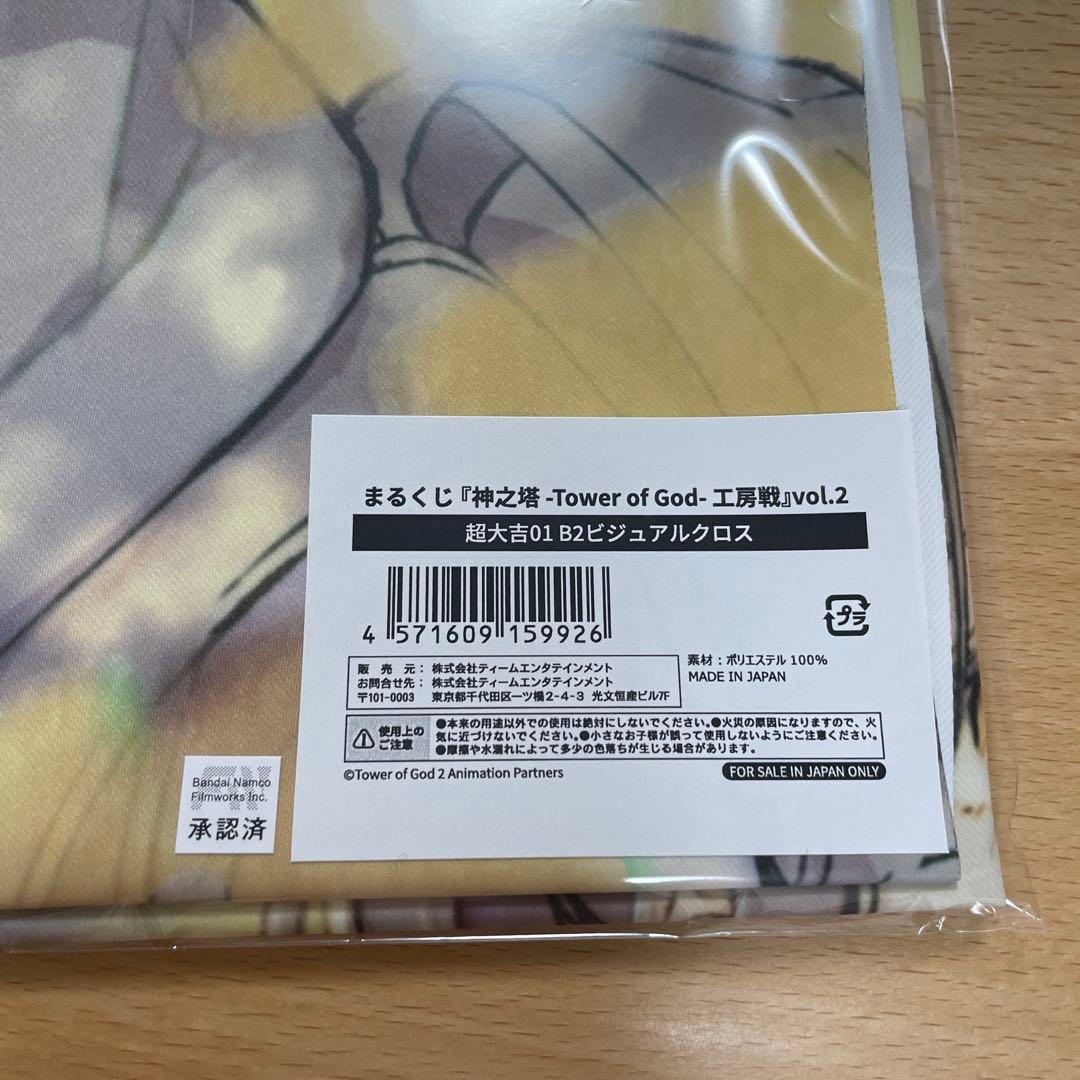 まるくじ『神之塔 -Tower of God- 工房戦』vol.2
超大吉01 B2ビジュアルクロス
4 571609 159926
プラ
販売元： 株式会社ティームエンタテインメント
お問合せ先： 株式会社ティームエンタテインメント
〒101-0003 東京都千代田区一ツ橋2-4-3 光文恒産ビル7F
素材：ポリエステル 100%
MADE IN JAPAN
使用上の
ご注意
●本来の用途以外での使用は絶対にしないでください。●火災の原因になりますので、火
気に近づけないでください。●小さなお子様が誤って使用しないようにご注意ください。
●摩擦や水濡れによって多少の色落ちが生じる場合があります。
©Tower of God 2 Animation Partners
FOR SALE IN JAPAN ONLY
Bandai Namco
Filmworks Inc.
承認済